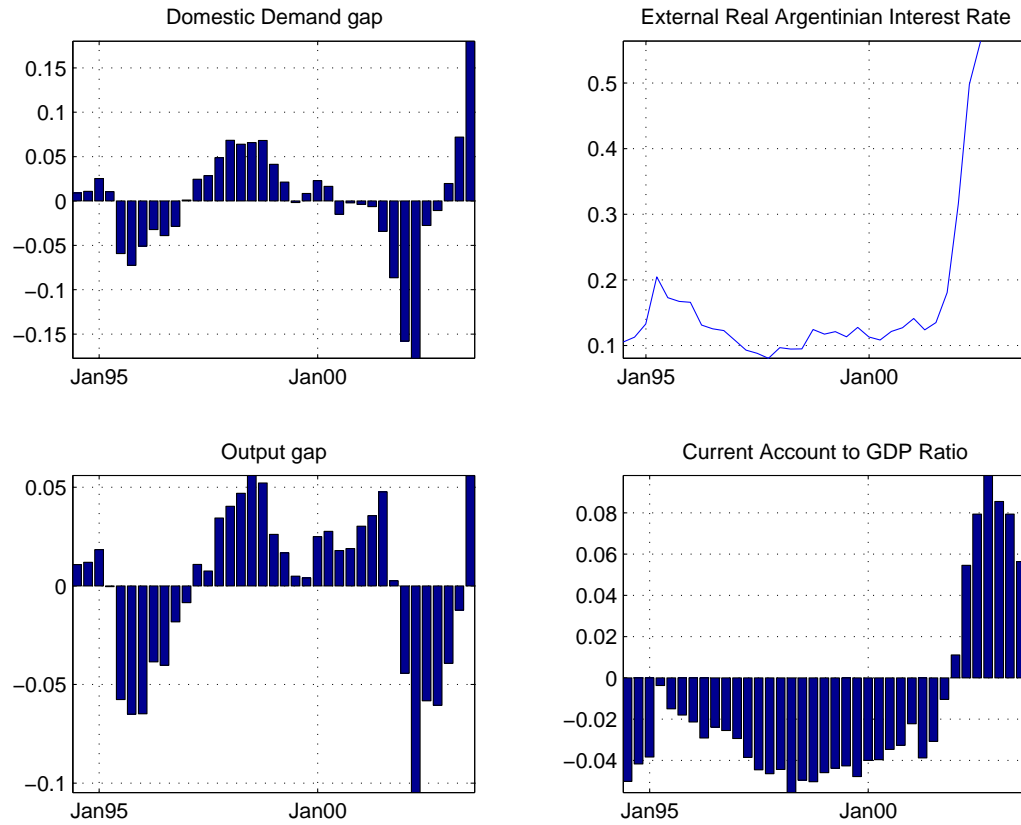 Domestic Demand gap
0.15
0.1
0.05
0
−0.05
−0.1
−0.15
Jan95 Jan00
External Real Argentinian Interest Rate
0.5
0.4
0.3
0.2
0.1
Jan95 Jan00
Output gap
0.05
0
−0.05
−0.1
Jan95 Jan00
Current Account to GDP Ratio
0.08
0.06
0.04
0.02
0
−0.02
−0.04
Jan95 Jan00